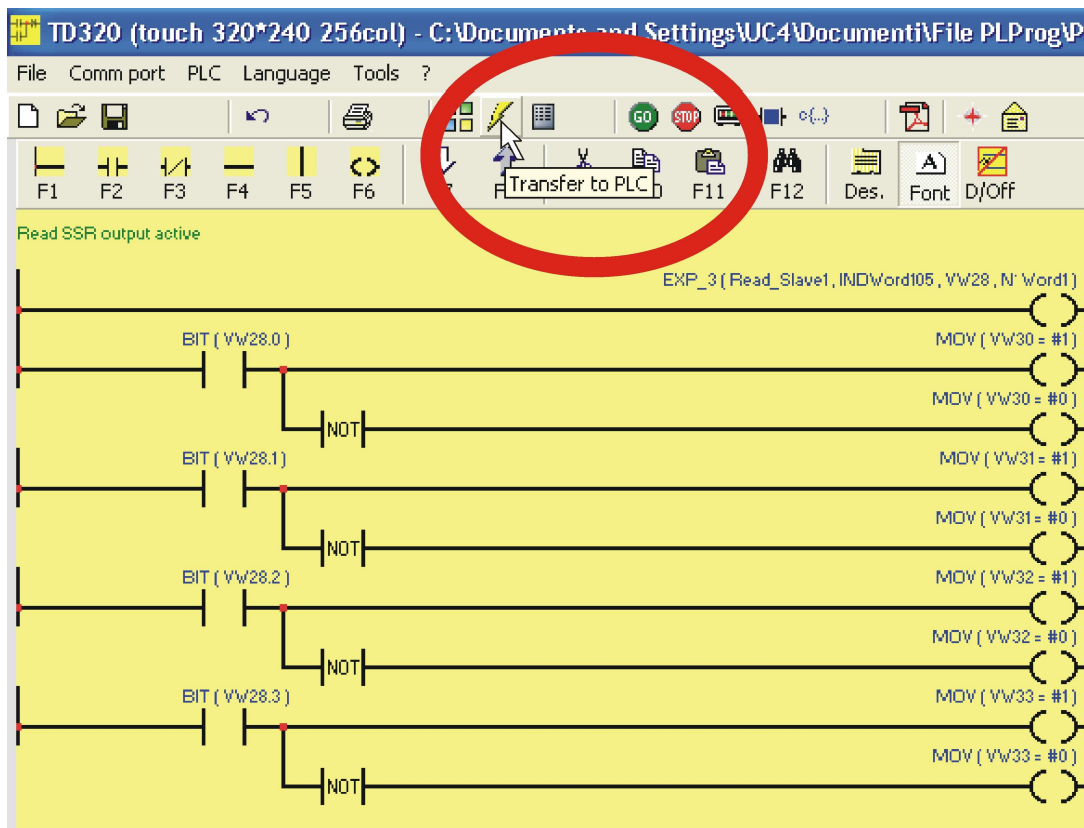 TD320 (touch 320*240 256col) - C:\Documents and Settings\UC4\Documenti\File PLProg\P
File Comm port PLC Language Tools ?
GO STOP c{..}
F1 F2 F3 F4 F5 F6 Transfer to PLC F11 F12 Des. A) Font D/Off
Read SSR output active
EXP_3 ( Read_Slave1, INDWord105 , VW28 , N° Word1 )
BIT ( VW28.0 ) MOV ( VW30 = #1)
MOV ( VW30 = #0 )
NOT
BIT ( VW28.1 ) MOV ( VW31 = #1)
MOV ( VW31 = #0 )
NOT
BIT ( VW28.2 ) MOV ( VW32 = #1)
MOV ( VW32 = #0 )
NOT
BIT ( VW28.3 ) MOV ( VW33 = #1)
MOV ( VW33 = #0 )
NOT